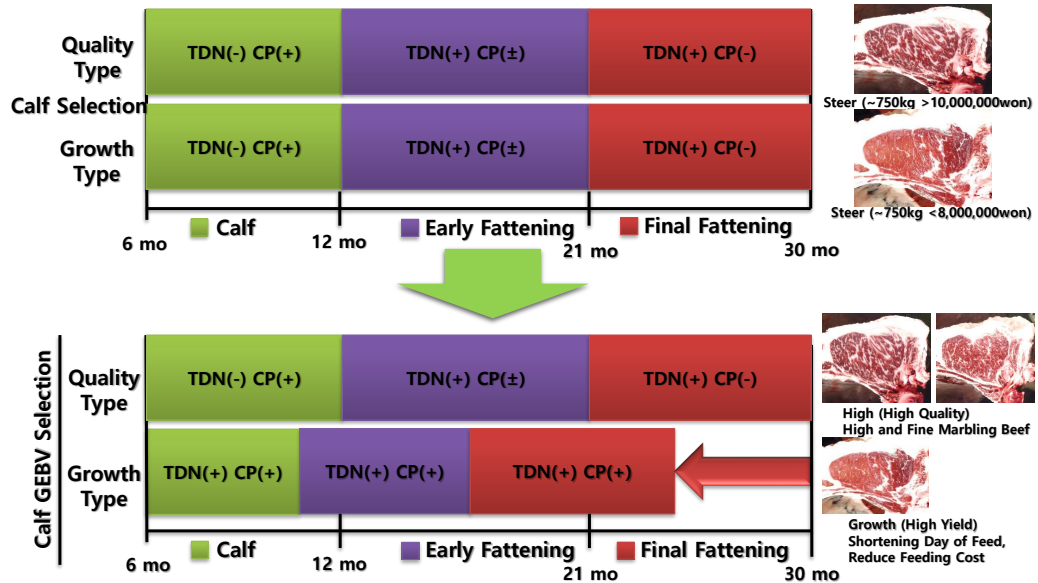 Quality
Type
TDN(-) CP(+)
TDN(+) CP(±)
TDN(+) CP(-)
Steer (~750kg >10,000,000won)
Calf Selection
Growth
Type
TDN(-) CP(+)
TDN(+) CP(±)
TDN(+) CP(-)
Steer (~750kg <8,000,000won)
Calf
Early Fattening
Final Fattening
6 mo
12 mo
21 mo
30 mo
Calf GEBV Selection
Quality
Type
TDN(-) CP(+)
TDN(+) CP(±)
TDN(+) CP(-)
High (High Quality)
High and Fine Marbling Beef
Growth
Type
TDN(+) CP(+)
TDN(+) CP(+)
TDN(+) CP(+)
Growth (High Yield)
Shortening Day of Feed,
Reduce Feeding Cost
Calf
Early Fattening
Final Fattening
6 mo
12 mo
21 mo
30 mo